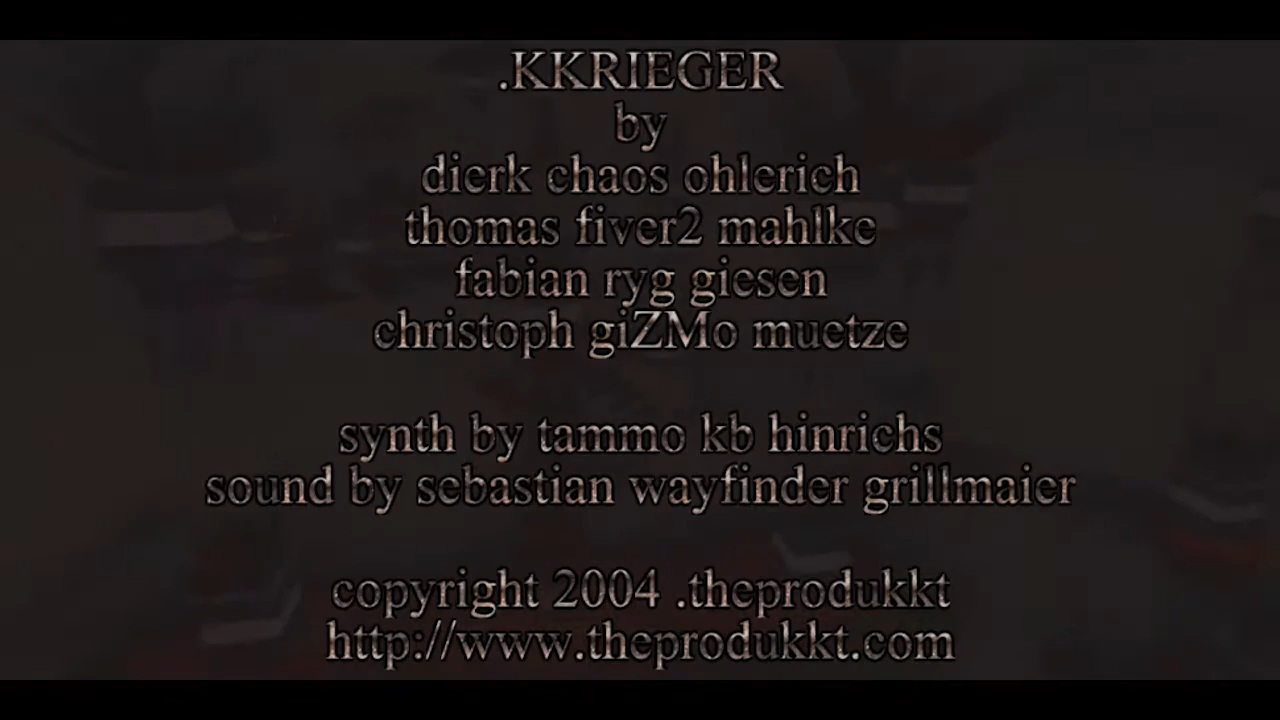 .KKRIEGER
by
dierk chaos ohlerich
thomas fiver2 mahlke
fabian ryg giesen
christoph giZMo muetze
synth by tammo kb hinrichs
sound by sebastian wayfinder grillmaier
copyright 2004 .theprodukkt
http://www.theprodukkt.com